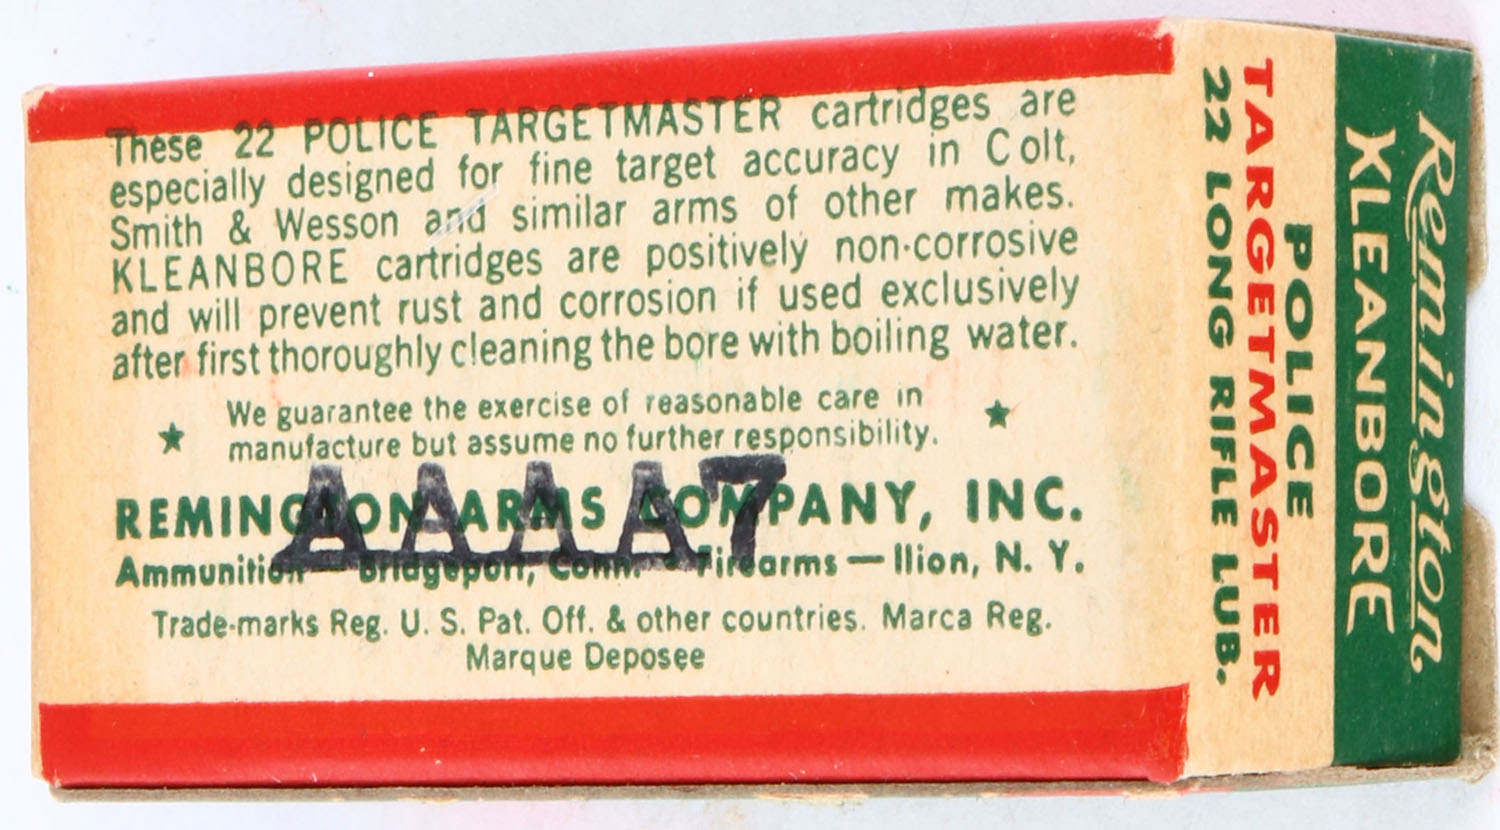 These 22 POLICE TARGETMASTER cartridges are
especially designed for fine target accuracy in Colt,
Smith & Wesson and similar arms of other makes.
KLEANBORE cartridges are positively non-corrosive
and will prevent rust and corrosion if used exclusively
after first thoroughly cleaning the bore with boiling water.
We guarantee the exercise of reasonable care in
manufacture but assume no further responsibility.
REMINGTON ARMS COMPANY, INC.
AAAA7
Ammunition — Bridgeport, Conn. — Firearms — Ilion, N. Y.
Trade-marks Reg. U. S. Pat. Off. & other countries. Marca Reg.
Marque Deposee
Remington
KLEANBORE
POLICE
TARGETMASTER
22 LONG RIFLE LUB.